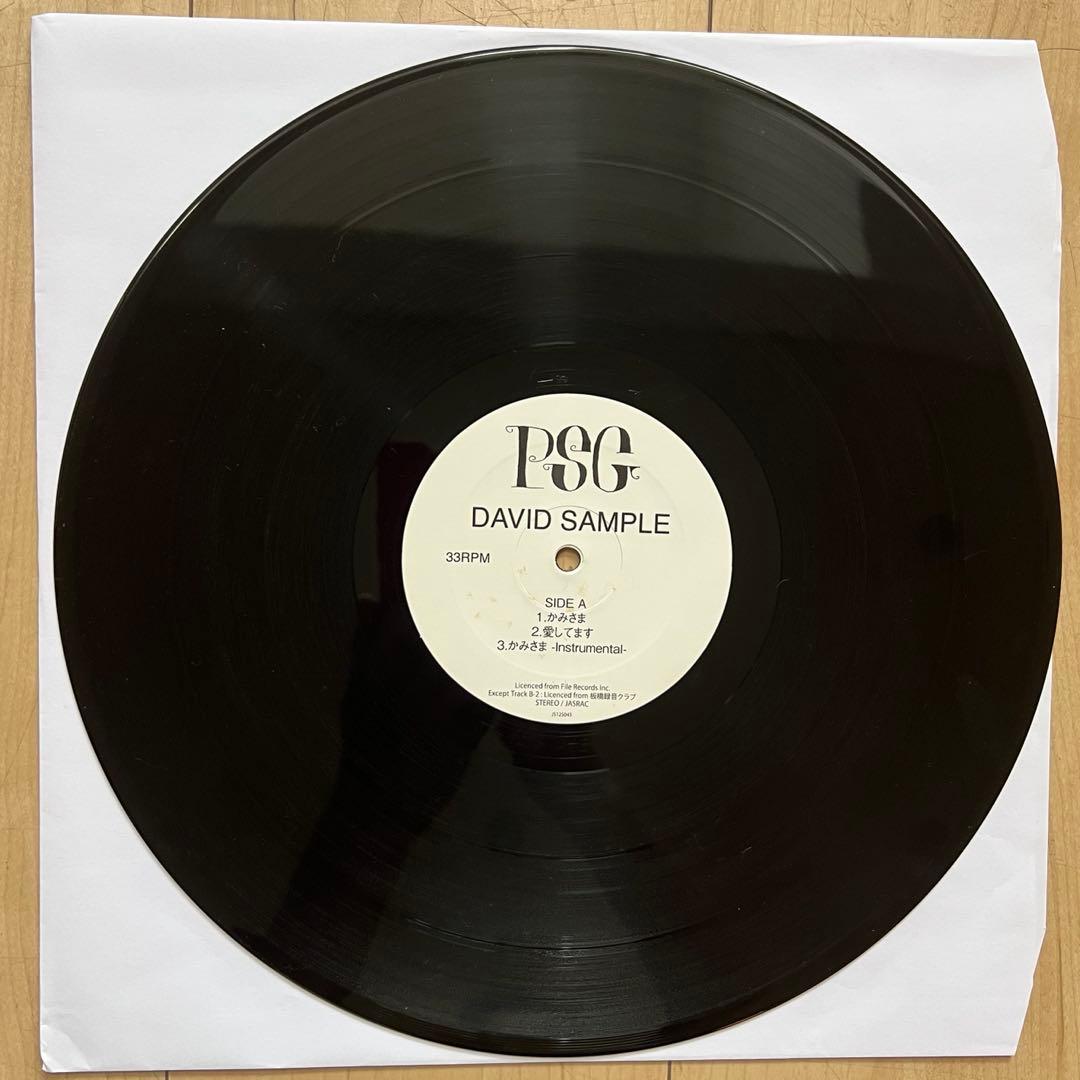 PSG
DAVID SAMPLE
33RPM
SIDE A
1.かみさま
2.愛してます
3.かみさま -Instrumental-
Licenced from File Records Inc.
Except Track B-2 : Licenced from 板橋録音クラブ
STEREO / JASRAC
JS12S043